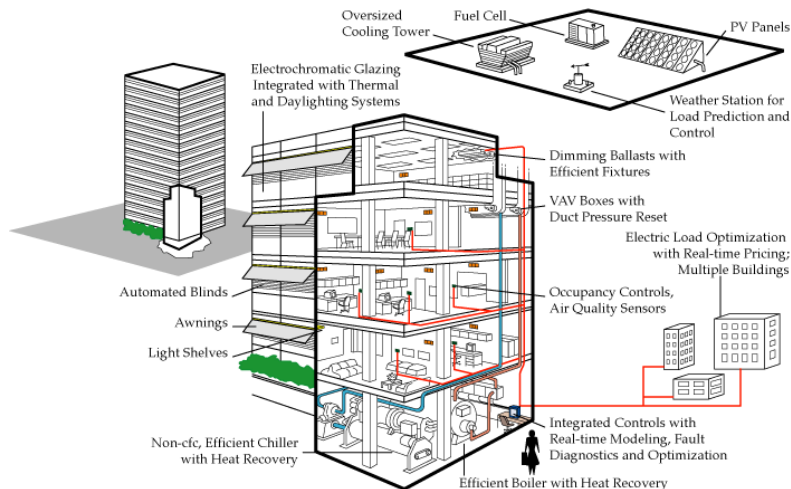 Oversized
Cooling Tower
Fuel Cell
PV Panels
Electrochromatic Glazing
Integrated with Thermal
and Daylighting Systems
Weather Station for
Load Prediction and
Control
Dimming Ballasts with
Efficient Fixtures
VAV Boxes with
Duct Pressure Reset
Electric Load Optimization
with Real-time Pricing;
Multiple Buildings
Automated Blinds
Occupancy Controls,
Air Quality Sensors
Awnings
Light Shelves
Non-cfc, Efficient Chiller
with Heat Recovery
Integrated Controls with
Real-time Modeling, Fault
Diagnostics and Optimization
Efficient Boiler with Heat Recovery